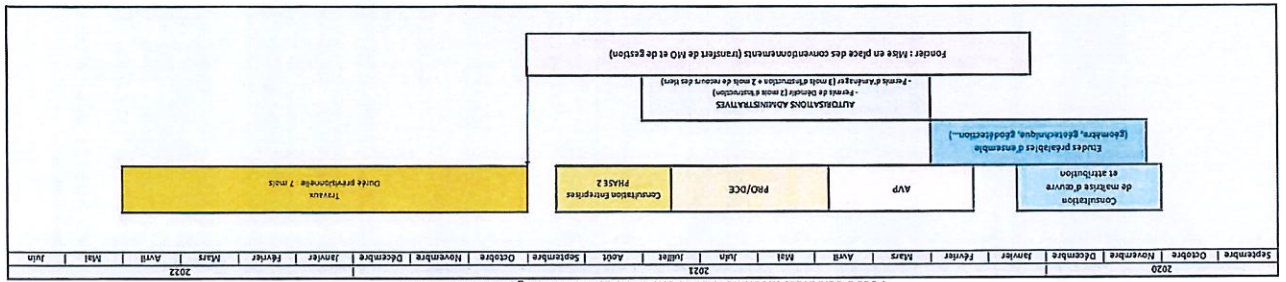 2020 2021 2022
Septembre Octobre Novembre Décembre Janvier Février Mars Avril Mai Juin Juillet Août Septembre Octobre Novembre Décembre Janvier Février Mars Avril Mai Juin
Consultation
de maîtrise d'œuvre
et attribution
AVP
PRO/DCE
Consultation Entreprises
PHASE 2
Travaux
Durée prévisionnelle : 7 mois
Etudes préalables d'ensemble
(géomètre, géotechnique, géodétection...)
AUTORISATIONS ADMINISTRATIVES
- Permis de Démolir (2 mois d'instruction)
- Permis d'Aménager (3 mois d'instruction + 2 mois de recours des tiers)
Foncier : Mise en place des conventionnements (transfert de MO et de gestion)